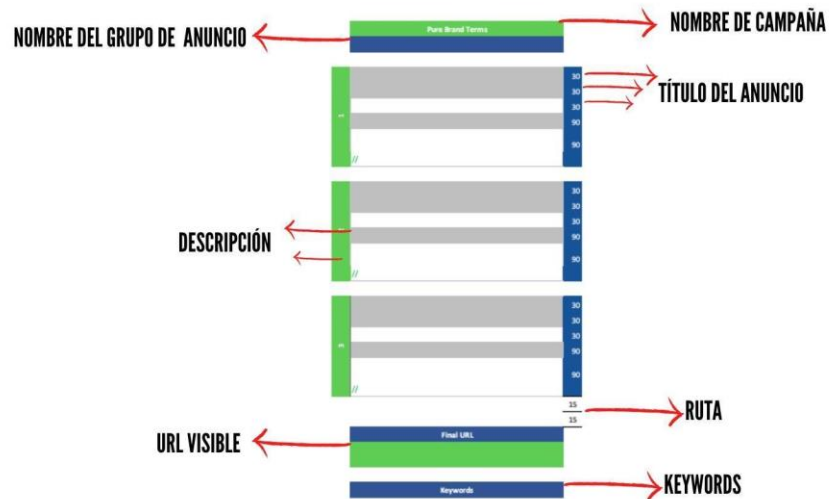 NOMBRE DE CAMPAÑA
NOMBRE DEL GRUPO DE ANUNCIO
Pure Brand Terms
TÍTULO DEL ANUNCIO
1
30
30
30
90
90
//
DESCRIPCIÓN
30
30
30
90
90
//
3
30
30
30
90
90
//
15
15
RUTA
URL VISIBLE
Final URL
Keywords
KEYWORDS